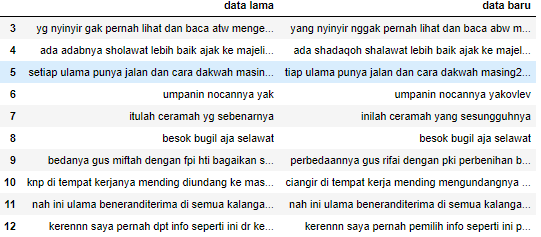 data lama data baru
3 yg nyinyir gak pernah lihat dan baca atw menge... yang nyinyir nggak pernah lihat dan baca abw m...
4 ada adabnya sholawat lebih baik ajak ke majeli... ada shadaqoh shalawat lebih baik ajak ke majel...
5 setiap ulama punya jalan dan cara dakwah masin... tiap ulama punya jalan dan cara dakwah masing2...
6 umpanin nocannya yak umpanin nocannya yakovlev
7 itulah ceramah yg sebenarnya inilah ceramah yang sesungguhnya
8 besok bugil aja selawat besok bugil aja selawat
9 bedanya gus miftah dengan fpi hti bagaikan s... perbedaannya gus rifai dengan pki perbenihan b...
10 knp di tempat kerjanya mending diundang ke mas... ciangir di tempat kerja mending mengundangnya ...
11 nah ini ulama beneranditerima di semua kalanga... nah ini ulama beneranditerima di semua kalanga...
12 kerennn saya pernah dpt info seperti ini dr ke... kerennn saya pernah pemilih info seperti ini p...